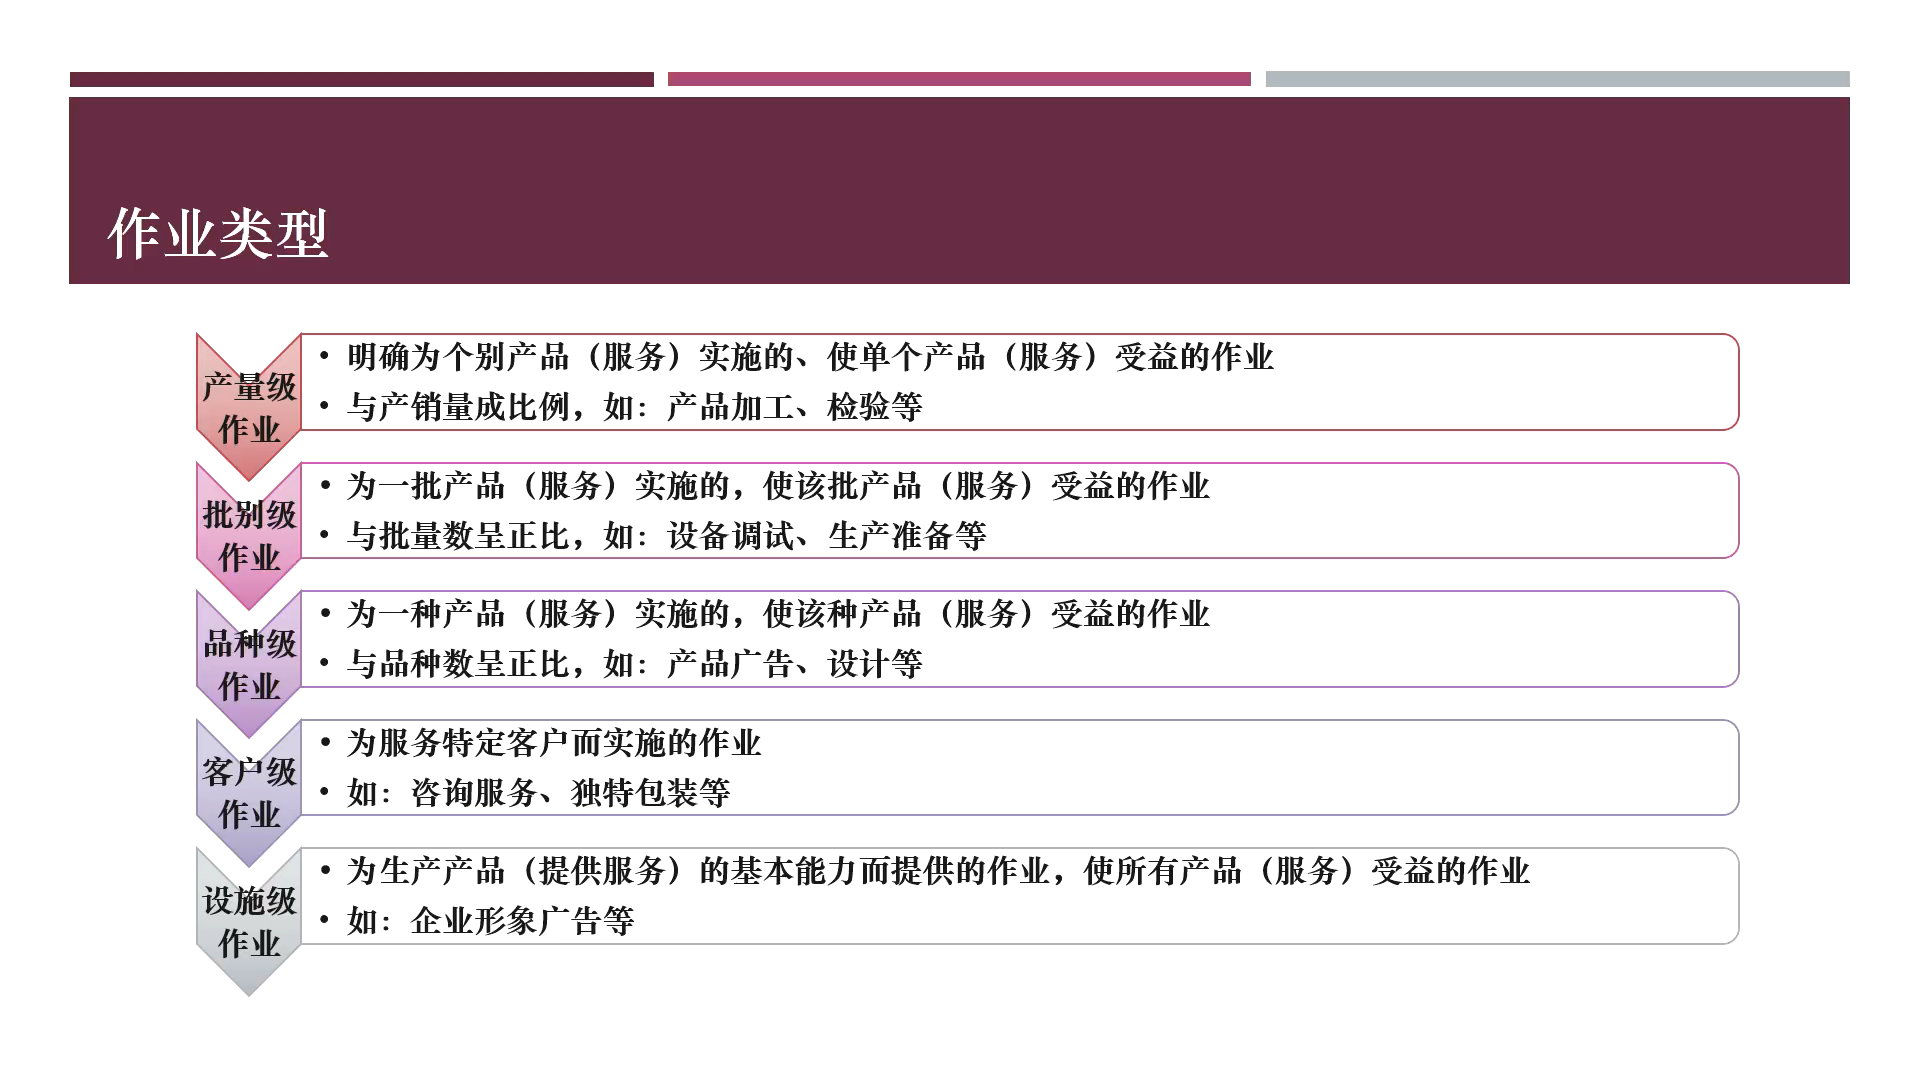 作业类型
产量级
作业
• 明确为个别产品（服务）实施的、使单个产品（服务）受益的作业
• 与产销量成比例，如：产品加工、检验等
批别级
作业
• 为一批产品（服务）实施的，使该批产品（服务）受益的作业
• 与批量数呈正比，如：设备调试、生产准备等
品种级
作业
• 为一种产品（服务）实施的，使该种产品（服务）受益的作业
• 与品种数呈正比，如：产品广告、设计等
客户级
作业
• 为服务特定客户而实施的作业
• 如：咨询服务、独特包装等
设施级
作业
• 为生产产品（提供服务）的基本能力而提供的作业，使所有产品（服务）受益的作业
• 如：企业形象广告等